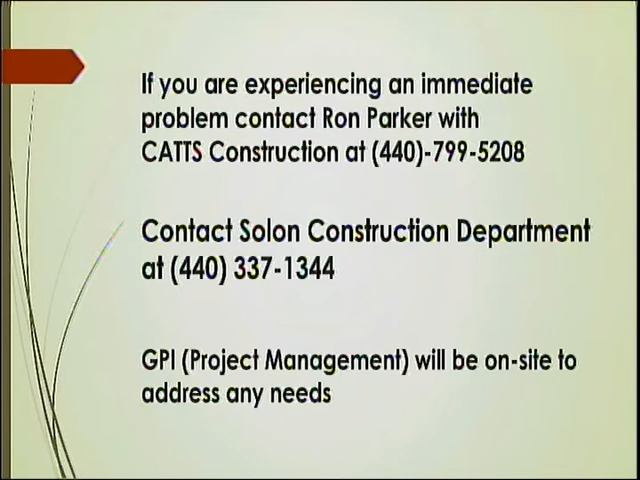 If you are experiencing an immediate
problem contact Ron Parker with
CATTS Construction at (440)-799-5208
Contact Solon Construction Department
at (440) 337-1344
GPI (Project Management) will be on-site to
address any needs